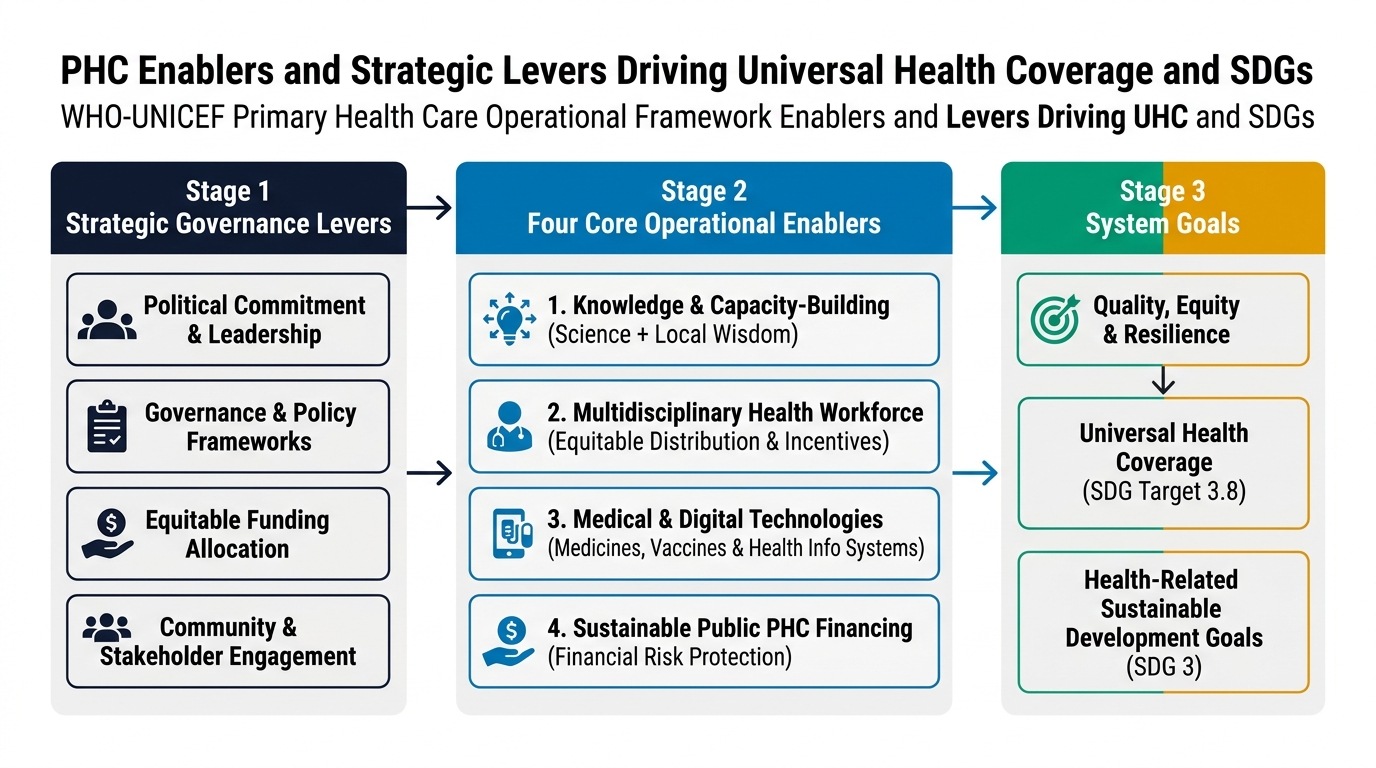 PHC Enablers and Strategic Levers Driving Universal Health Coverage and SDGs
WHO-UNICEF Primary Health Care Operational Framework Enablers and Levers Driving UHC and SDGs
Stage 1
Strategic Governance Levers
Political Commitment
& Leadership
Governance & Policy
Frameworks
$
Equitable Funding
Allocation
Community &
Stakeholder Engagement
Stage 2
Four Core Operational Enablers
1. Knowledge & Capacity-Building
(Science + Local Wisdom)
2. Multidisciplinary Health Workforce
(Equitable Distribution & Incentives)
3. Medical & Digital Technologies
(Medicines, Vaccines & Health Info Systems)
$
4. Sustainable Public PHC Financing
(Financial Risk Protection)
Stage 3
System Goals
Quality, Equity
& Resilience
Universal Health
Coverage
(SDG Target 3.8)
Health-Related
Sustainable
Development Goals
(SDG 3)